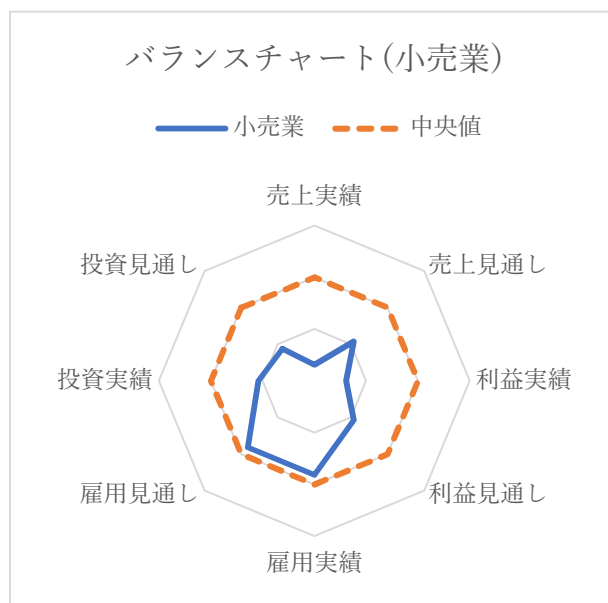 バランスチャート(小売業)
小売業 中央値
売上実績
投資見通し 売上見通し
投資実績 利益実績
雇用見通し 利益見通し
雇用実績